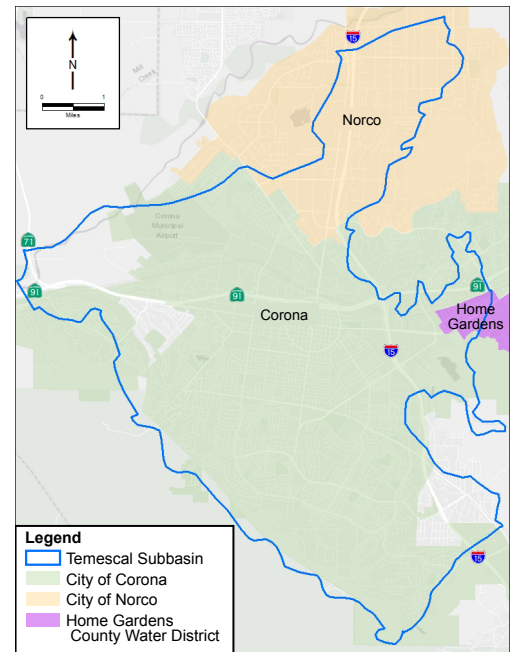 N
0 1
Miles
15
Mill
Creek
Norco
Corona
Municipal
Airport
71
91
91
91
Corona
Home
Gardens
15
15
Legend
Temescal Subbasin
City of Corona
City of Norco
Home Gardens
County Water District